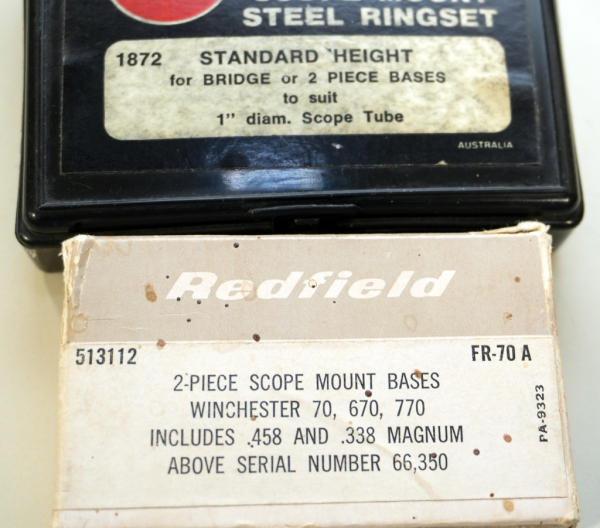 SCOPE MOUNT
STEEL RINGSET
1872 STANDARD HEIGHT
for BRIDGE or 2 PIECE BASES
to suit
1" diam. Scope Tube
AUSTRALIA
Redfield
513112 FR-70 A
2-PIECE SCOPE MOUNT BASES
WINCHESTER 70, 670, 770
INCLUDES .458 AND .338 MAGNUM
ABOVE SERIAL NUMBER 66,350
PA-9323